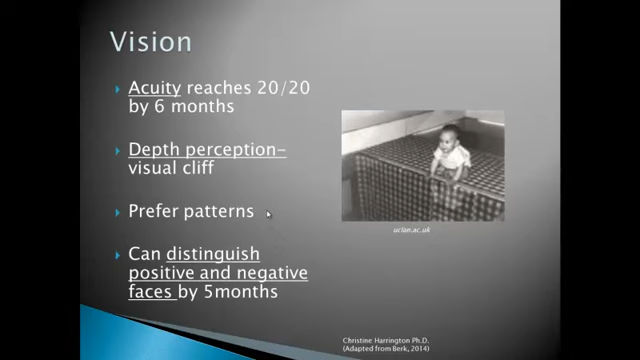 Vision
Acuity reaches 20/20
by 6 months
Depth perception-
visual cliff
Prefer patterns
Can distinguish
positive and negative
faces by 5months
uclan.ac.uk
Christine Harrington Ph.D.
(Adapted from Berk, 2014)